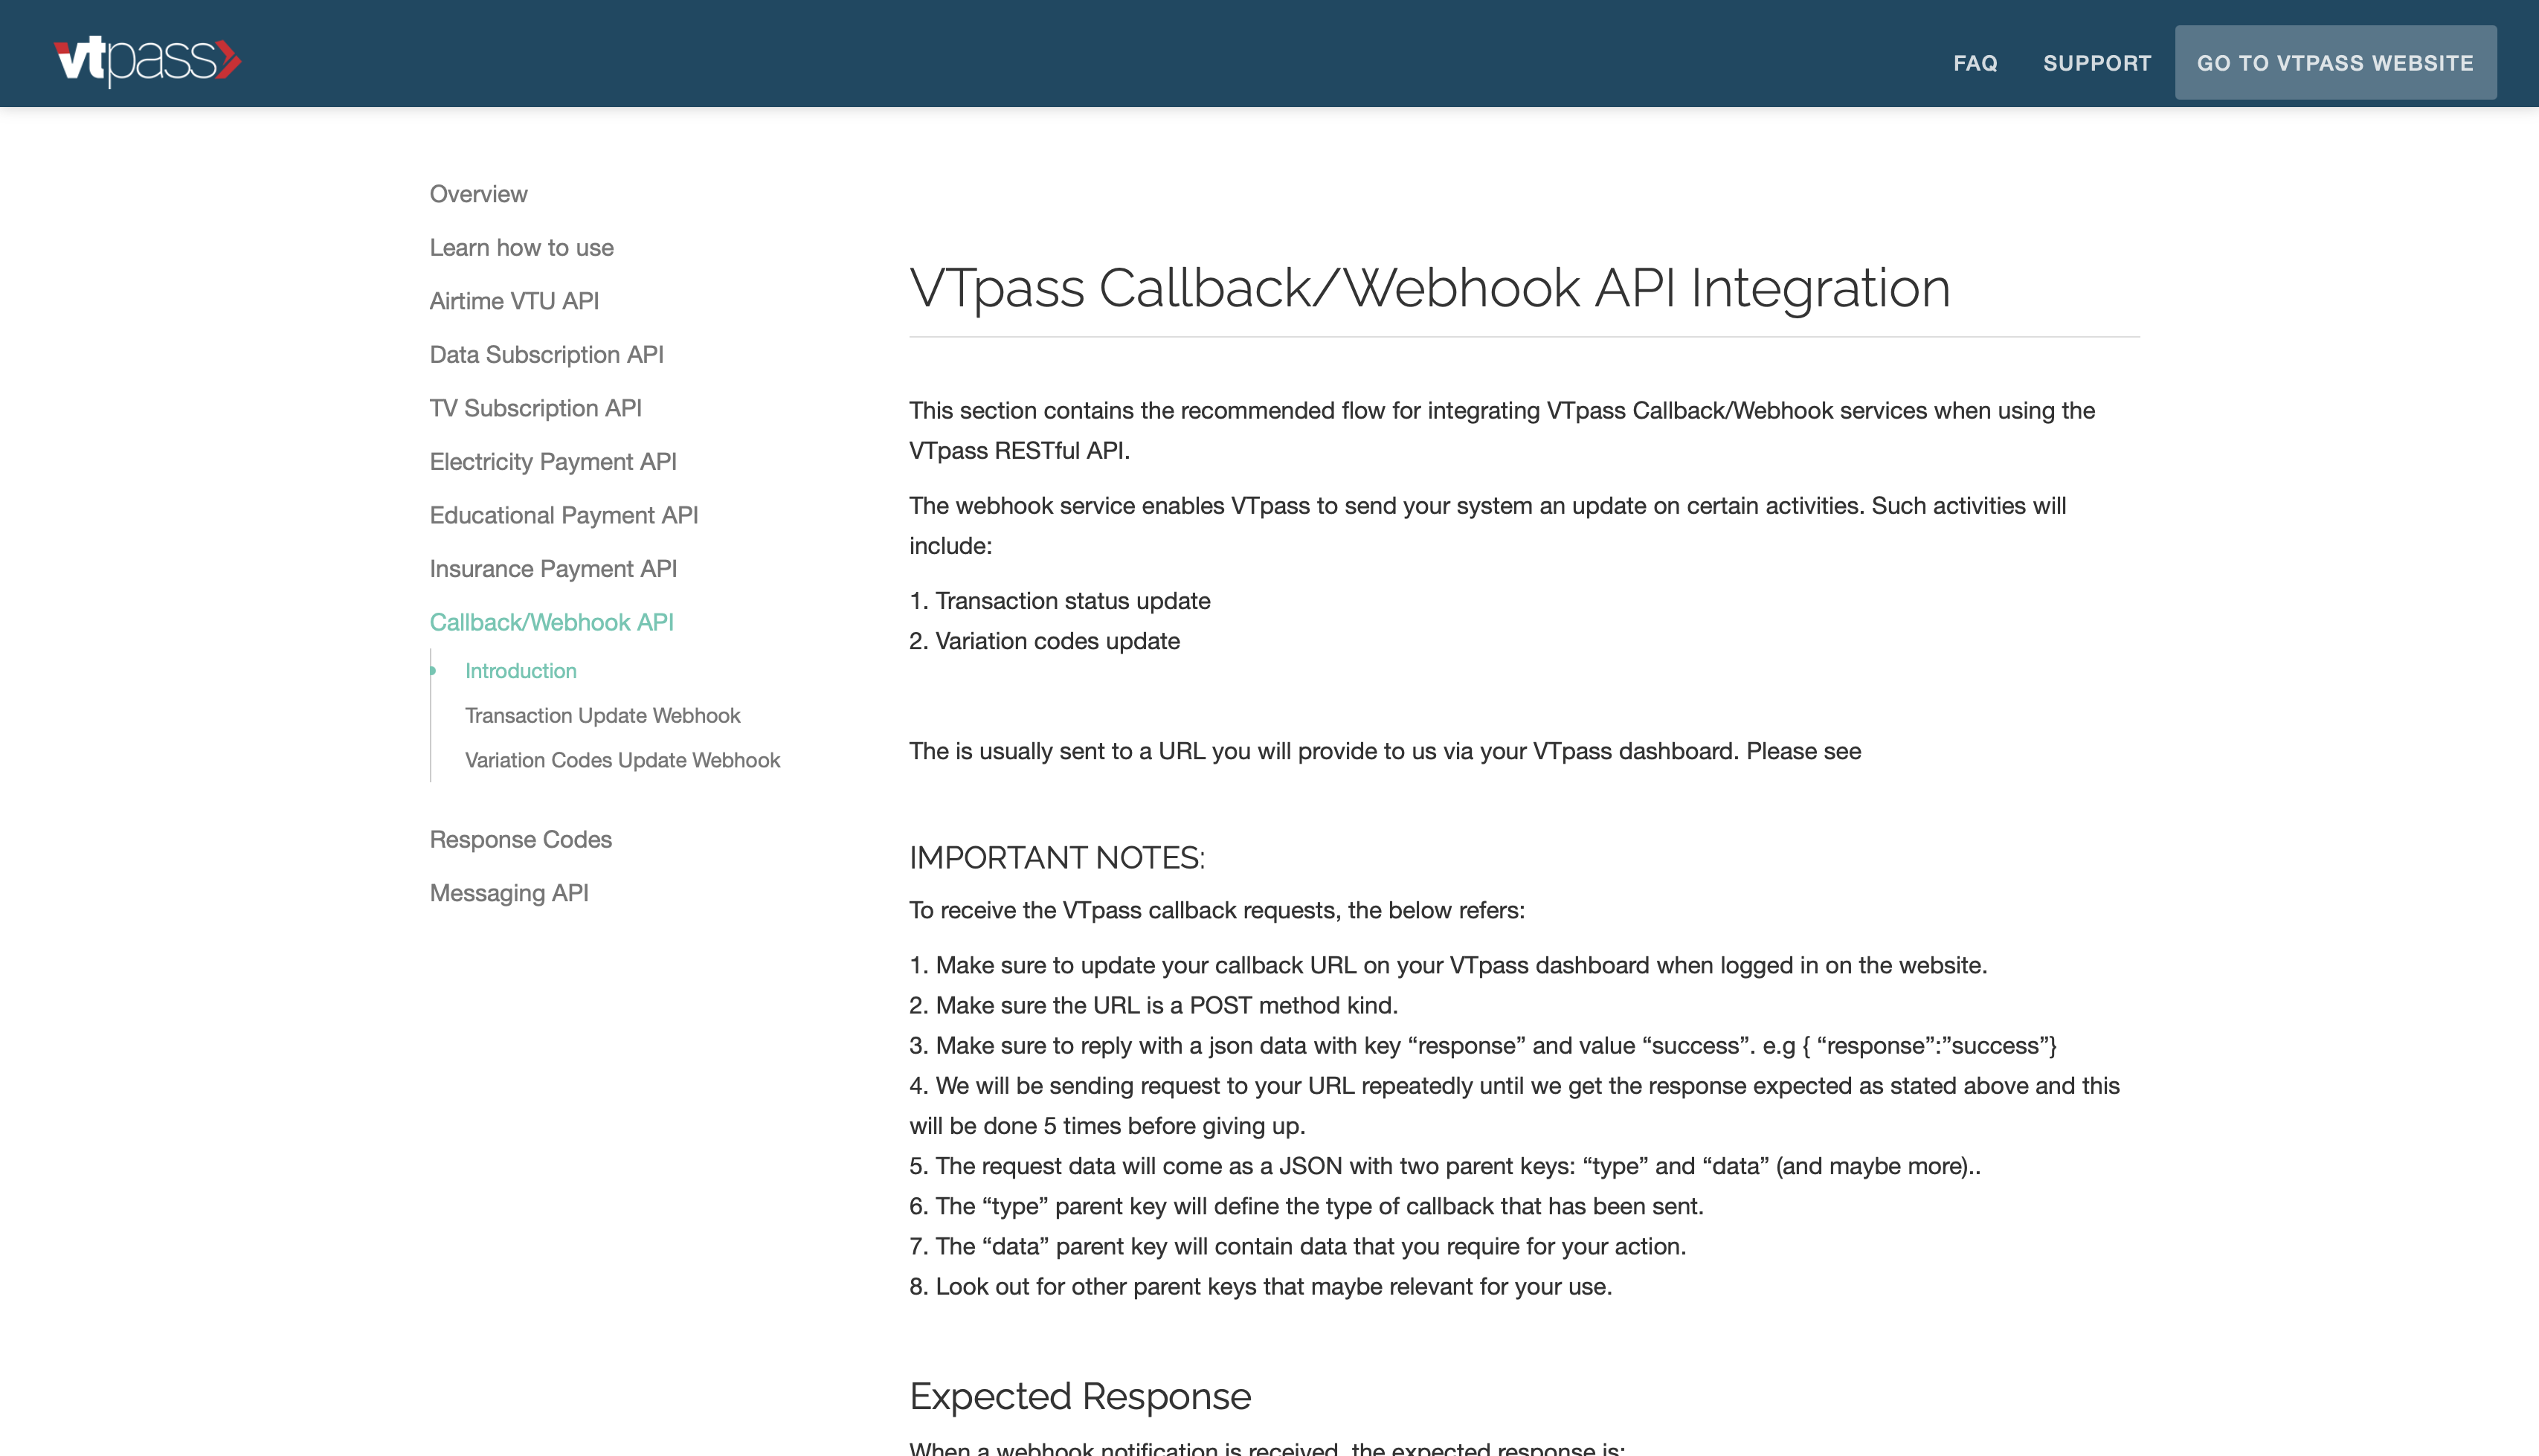 vtpass
FAQ
SUPPORT
GO TO VTPASS WEBSITE
Overview
Learn how to use
Airtime VTU API
Data Subscription API
TV Subscription API
Electricity Payment API
Educational Payment API
Insurance Payment API
Callback/Webhook API
Introduction
Transaction Update Webhook
Variation Codes Update Webhook
Response Codes
Messaging API
VTpass Callback/Webhook API Integration
This section contains the recommended flow for integrating VTpass Callback/Webhook services when using the
VTpass RESTful API.
The webhook service enables VTpass to send your system an update on certain activities. Such activities will
include:
1. Transaction status update
2. Variation codes update
The is usually sent to a URL you will provide to us via your VTpass dashboard. Please see
IMPORTANT NOTES:
To receive the VTpass callback requests, the below refers:
1. Make sure to update your callback URL on your VTpass dashboard when logged in on the website.
2. Make sure the URL is a POST method kind.
3. Make sure to reply with a json data with key “response” and value “success”. e.g { “response”:”success”}
4. We will be sending request to your URL repeatedly until we get the response expected as stated above and this
will be done 5 times before giving up.
5. The request data will come as a JSON with two parent keys: “type” and “data” (and maybe more)..
6. The “type” parent key will define the type of callback that has been sent.
7. The “data” parent key will contain data that you require for your action.
8. Look out for other parent keys that maybe relevant for your use.
Expected Response
When a webhook notification is received, the expected response is: